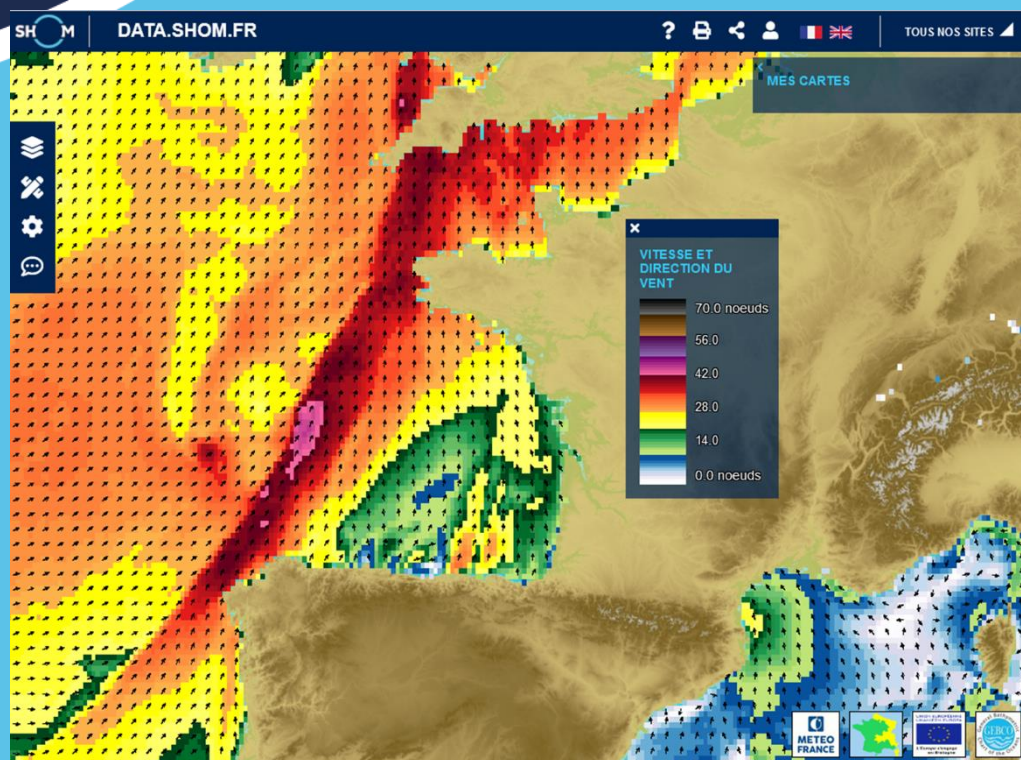 SHOM
DATA.SHOM.FR
?
TOUS NOS SITES
MES CARTES
VITESSE ET
DIRECTION DU
VENT
70.0 noeuds
56.0
42.0
28.0
14.0
0.0 noeuds
METEO
FRANCE
GEBCO